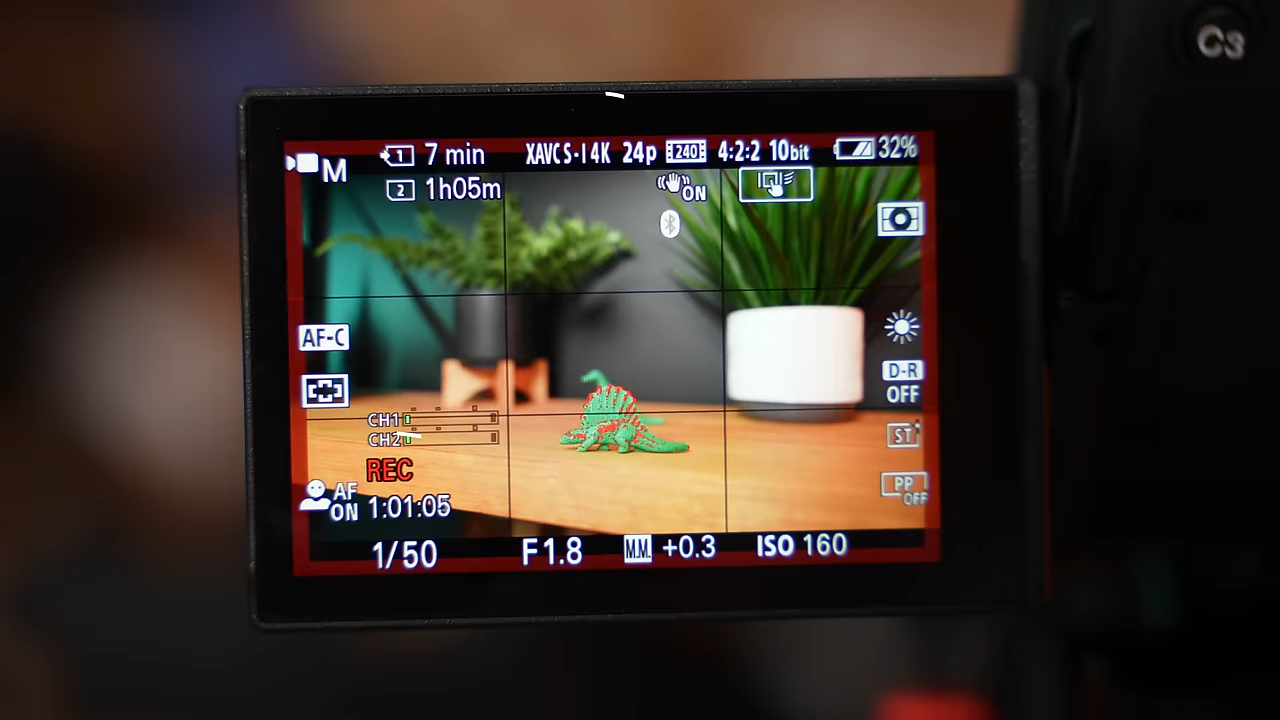 C3
M
1 7 min XAVC S-I 4K 24p 240 4:2:2 10bit 32%
2 1h05m ON
AF-C
D-R
OFF
CH1
CH2
ST
REC
AF
ON
1:01:05
PP
OFF
1/50 F1.8 M.M. +0.3 ISO 160